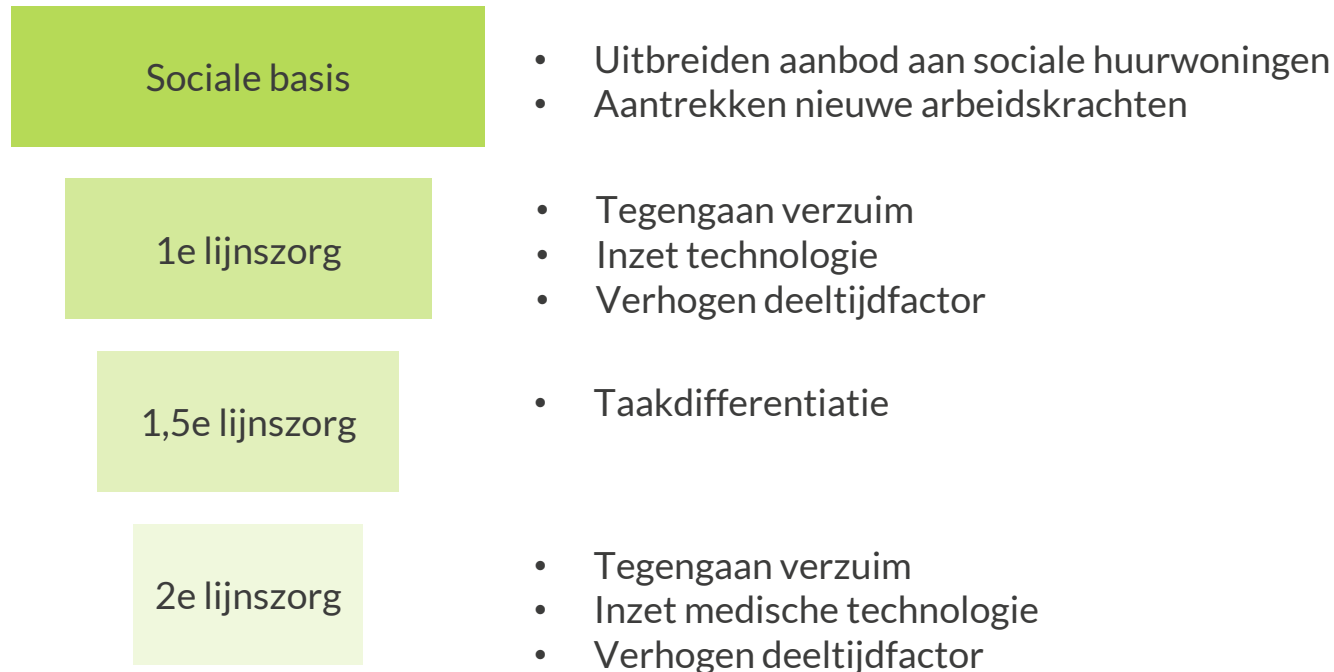 Sociale basis
• Uitbreiden aanbod aan sociale huurwoningen
• Aantrekken nieuwe arbeidskrachten
1e lijnszorg
• Tegengaan verzuim
• Inzet technologie
• Verhogen deeltijdfactor
1,5e lijnszorg
• Taakdifferentiatie
2e lijnszorg
• Tegengaan verzuim
• Inzet medische technologie
• Verhogen deeltijdfactor